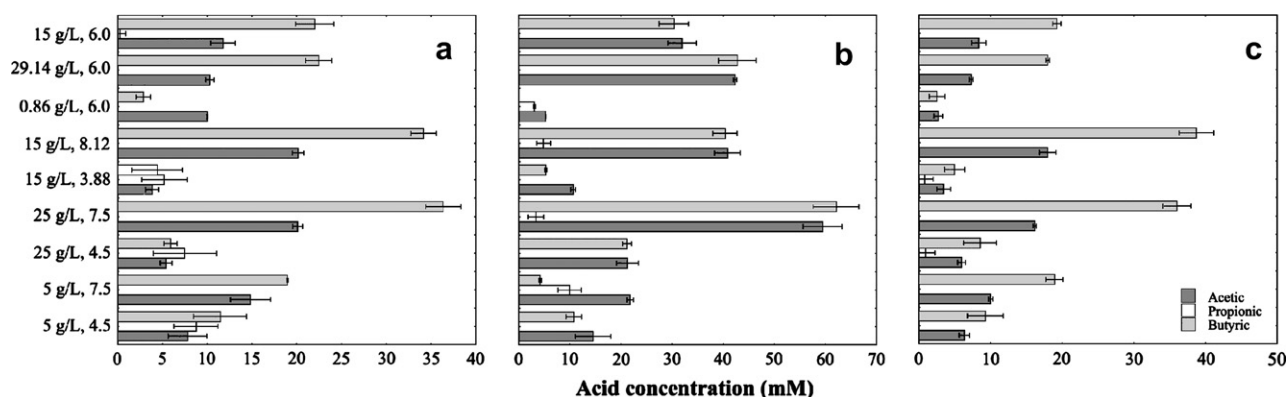 a
b
c
15 g/L, 6.0
29.14 g/L, 6.0
0.86 g/L, 6.0
15 g/L, 8.12
15 g/L, 3.88
25 g/L, 7.5
25 g/L, 4.5
5 g/L, 7.5
5 g/L, 4.5
Acetic
Propionic
Butyric
0 5 10 15 20 25 30 35 40
0 10 20 30 40 50 60 70
0 10 20 30 40 50
Acid concentration (mM)